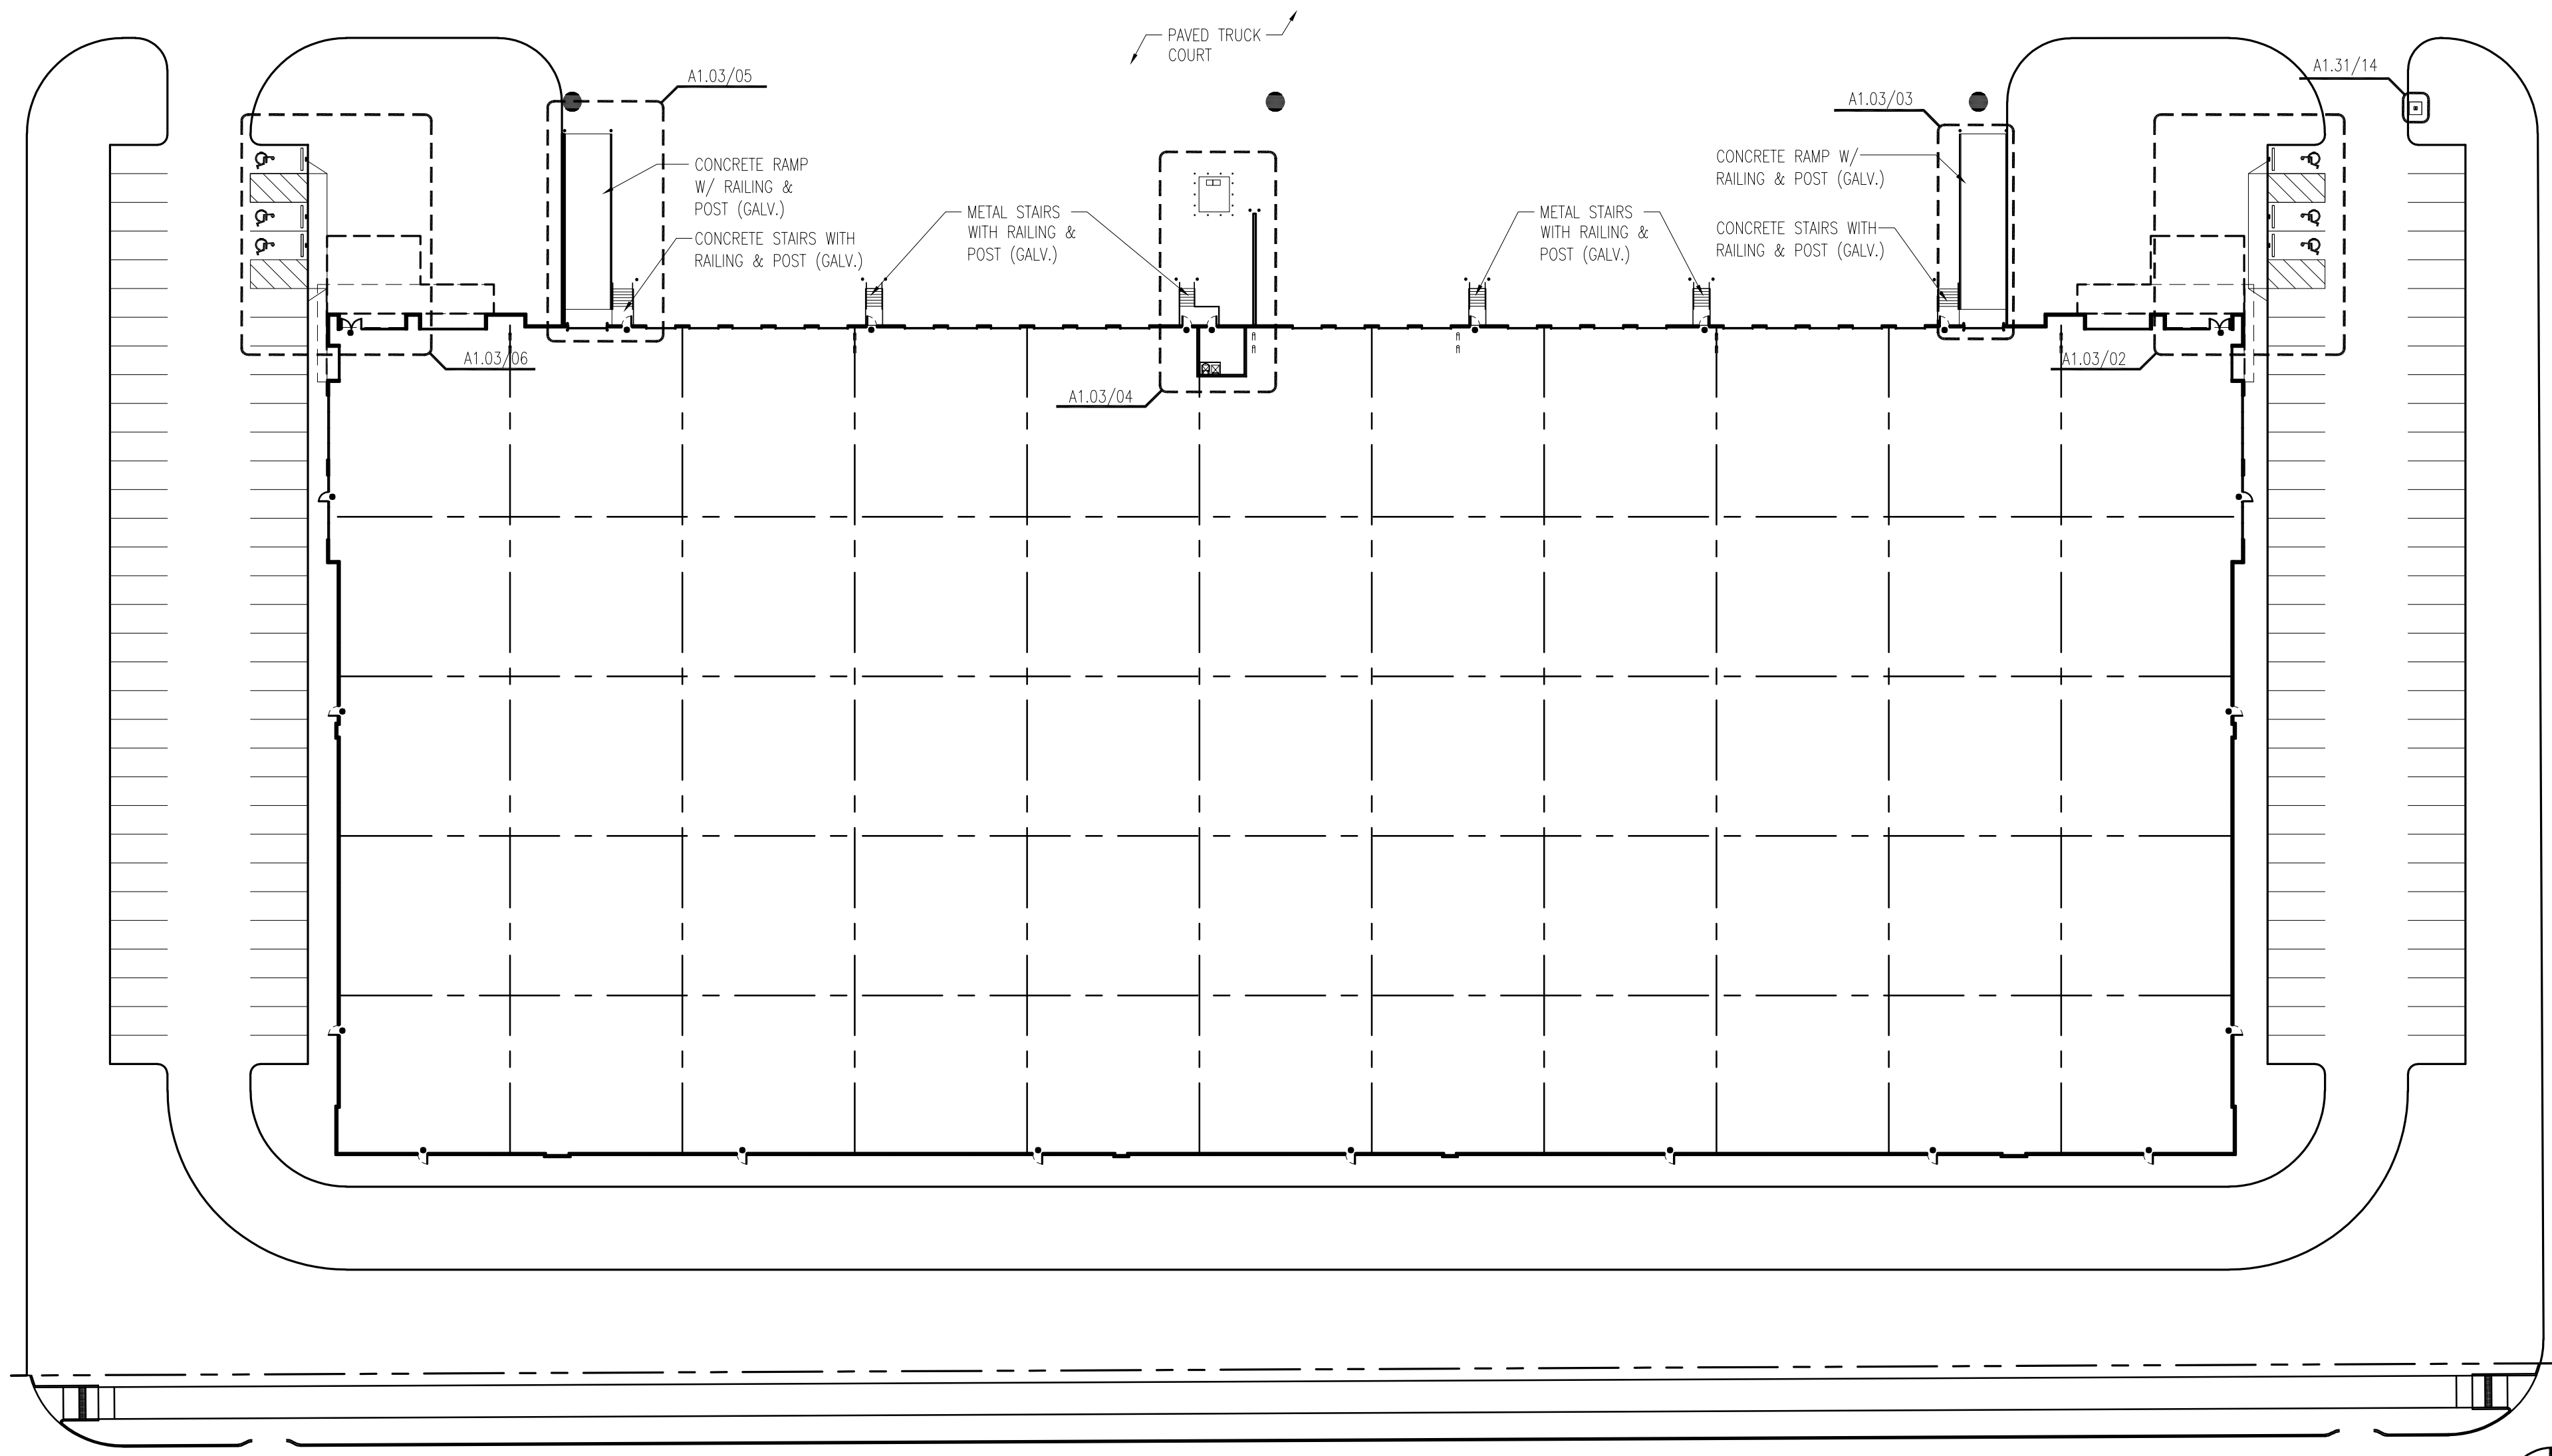 PAVED TRUCK
COURT
A1.03/05
A1.31/14
A1.03/03
CONCRETE RAMP
W/ RAILING &
POST (GALV.)
CONCRETE STAIRS WITH
RAILING & POST (GALV.)
METAL STAIRS
WITH RAILING &
POST (GALV.)
METAL STAIRS
WITH RAILING &
POST (GALV.)
CONCRETE RAMP W/
RAILING & POST (GALV.)
CONCRETE STAIRS WITH
RAILING & POST (GALV.)
A1.03/06
A1.03/04
A1.03/02